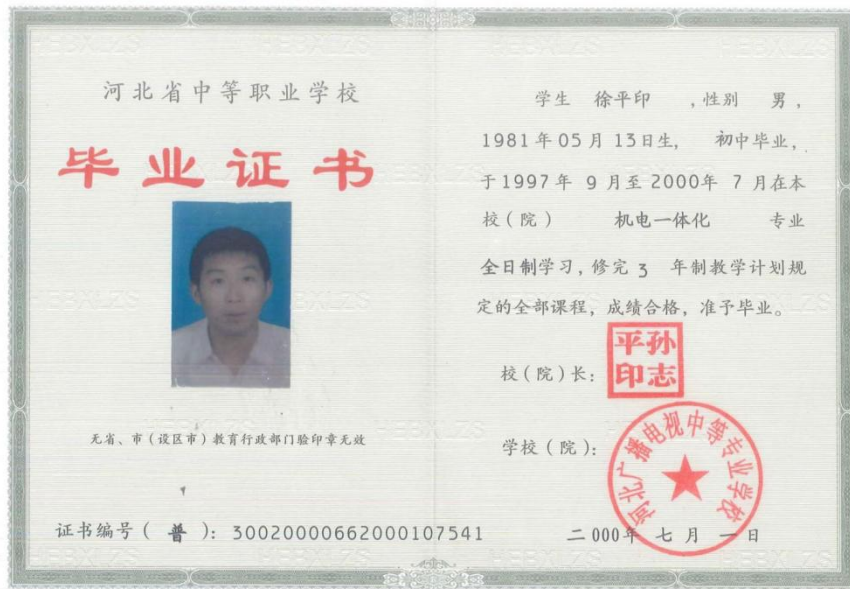 河北省中等职业学校
毕业证书
无省、市(设区市)教育行政部门验印章无效
证书编号( 普 ): 30020000662000107541
学生 徐平印 , 性别 男,
1981年05月13日生, 初中毕业,
于1997年 9月至2000年 7月在本
校(院) 机电一体化 专业
全日制学习, 修完 3 年制教学计划规
定的全部课程, 成绩合格, 准予毕业。
校(院)长:
孙志平印
学校(院):
河北广播电视中等专业学校
二000年 七 月 一日
HEBXLZS